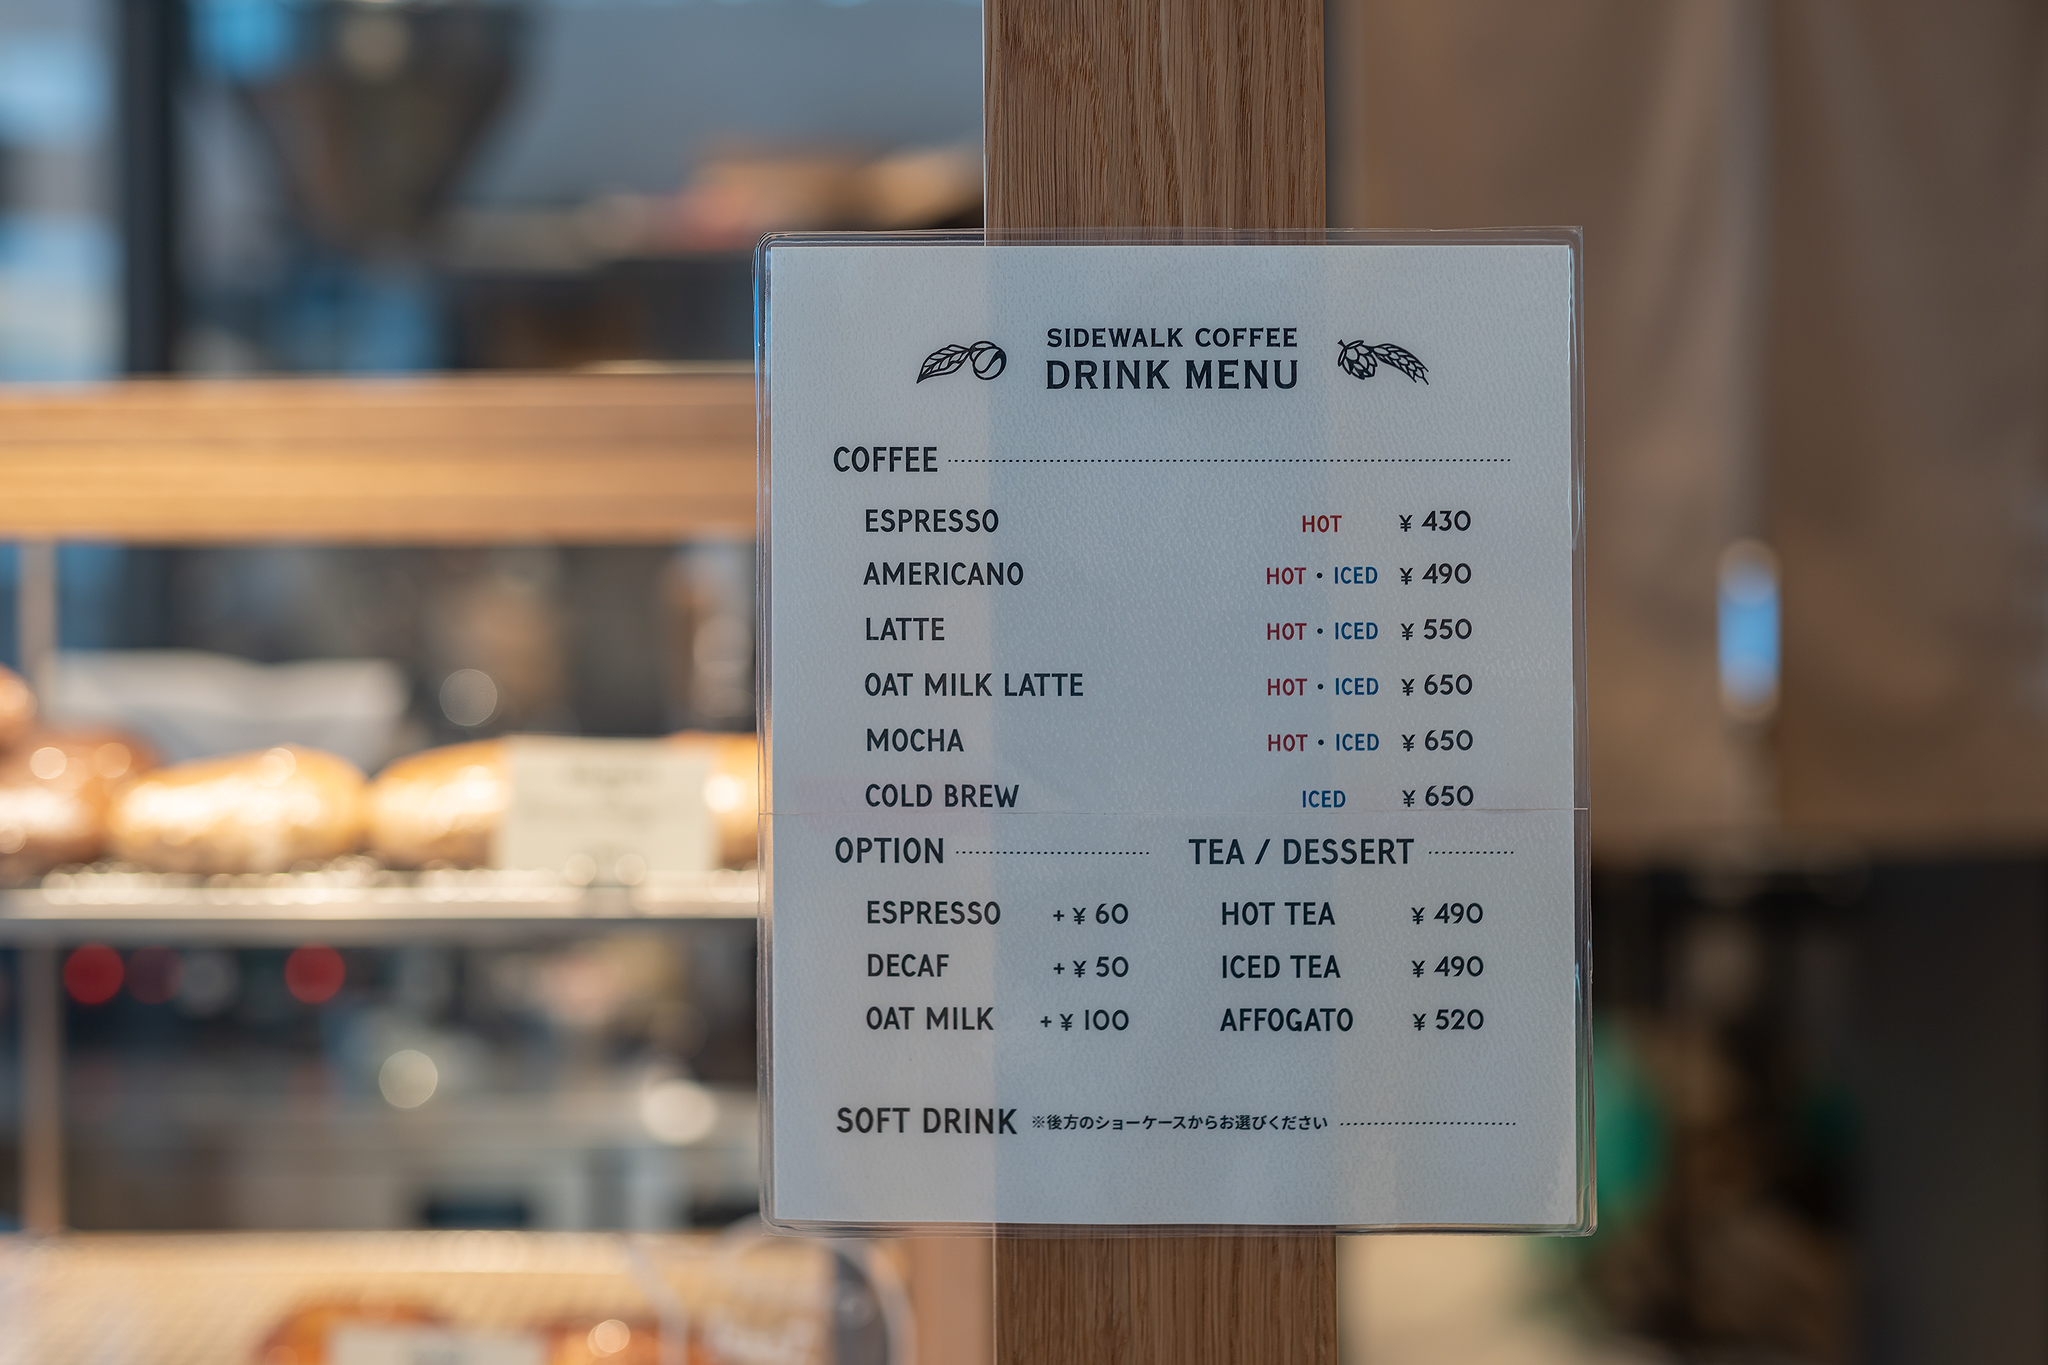 SIDEWALK COFFEE
DRINK MENU
COFFEE
ESPRESSO HOT ¥ 430
AMERICANO HOT・ICED ¥ 490
LATTE HOT・ICED ¥ 550
OAT MILK LATTE HOT・ICED ¥ 650
MOCHA HOT・ICED ¥ 650
COLD BREW ICED ¥ 650
OPTION
ESPRESSO + ¥ 60
DECAF + ¥ 50
OAT MILK + ¥ 100
TEA / DESSERT
HOT TEA ¥ 490
ICED TEA ¥ 490
AFFOGATO ¥ 520
SOFT DRINK ※後方のショーケースからお選びください